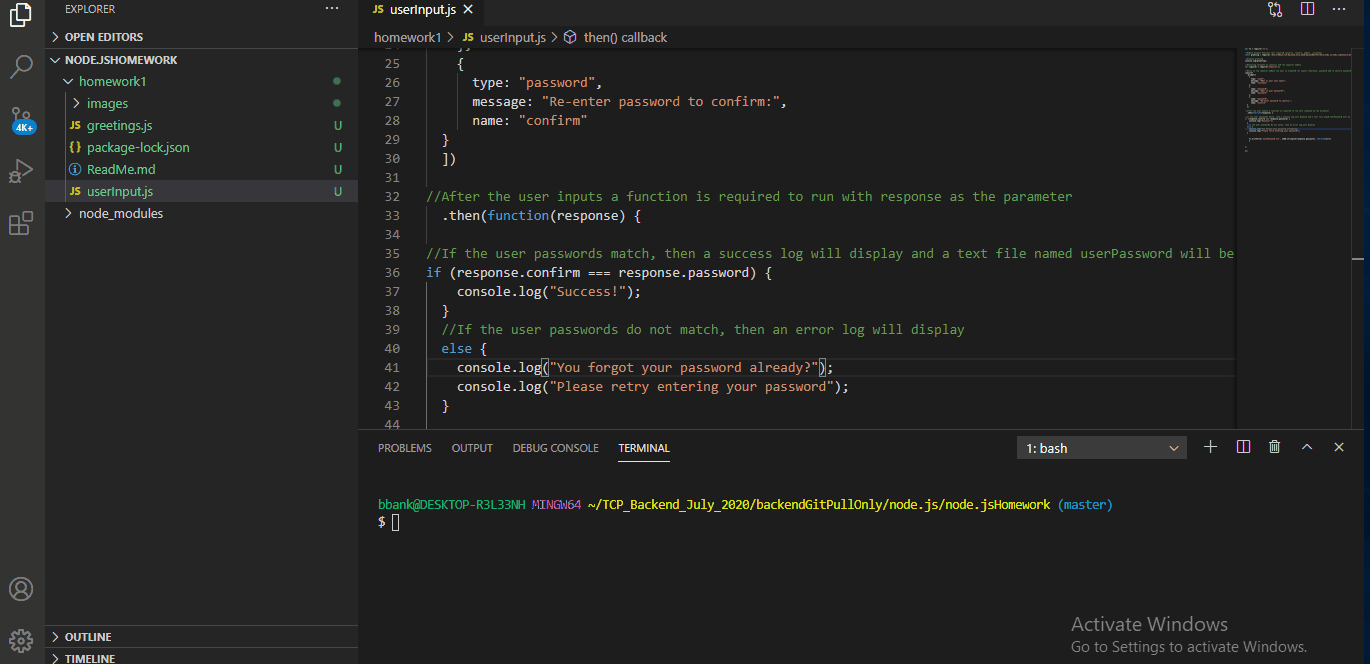 EXPLORER
···
OPEN EDITORS
NODEJSHOMEWORK
homework1
images
JS greetings.js U
{} package-lock.json U
ReadMe.md U
JS userInput.js U
node_modules
4K+
OUTLINE
TIMELINE
JS userInput.js ×
···
homework1 > JS userInput.js > then() callback
25 {
26 type: "password",
27 message: "Re-enter password to confirm:",
28 name: "confirm"
29 }
30 ])
31
32 //After the user inputs a function is required to run with response as the parameter
33 .then(function(response) {
34
35 //If the user passwords match, then a success log will display and a text file named userPassword will be
36 if (response.confirm === response.password) {
37 console.log("Success!");
38 }
39 //If the user passwords do not match, then an error log will display
40 else {
41 console.log("You forgot your password already?");
42 console.log("Please retry entering your password");
43 }
44
PROBLEMS OUTPUT DEBUG CONSOLE TERMINAL
1: bash
bbank@DESKTOP-R3L33NH MINGW64 ~/TCP_Backend_July_2020/backendGitPullOnly/node.js/node.jsHomework (master)
$
Activate Windows
Go to Settings to activate Windows.